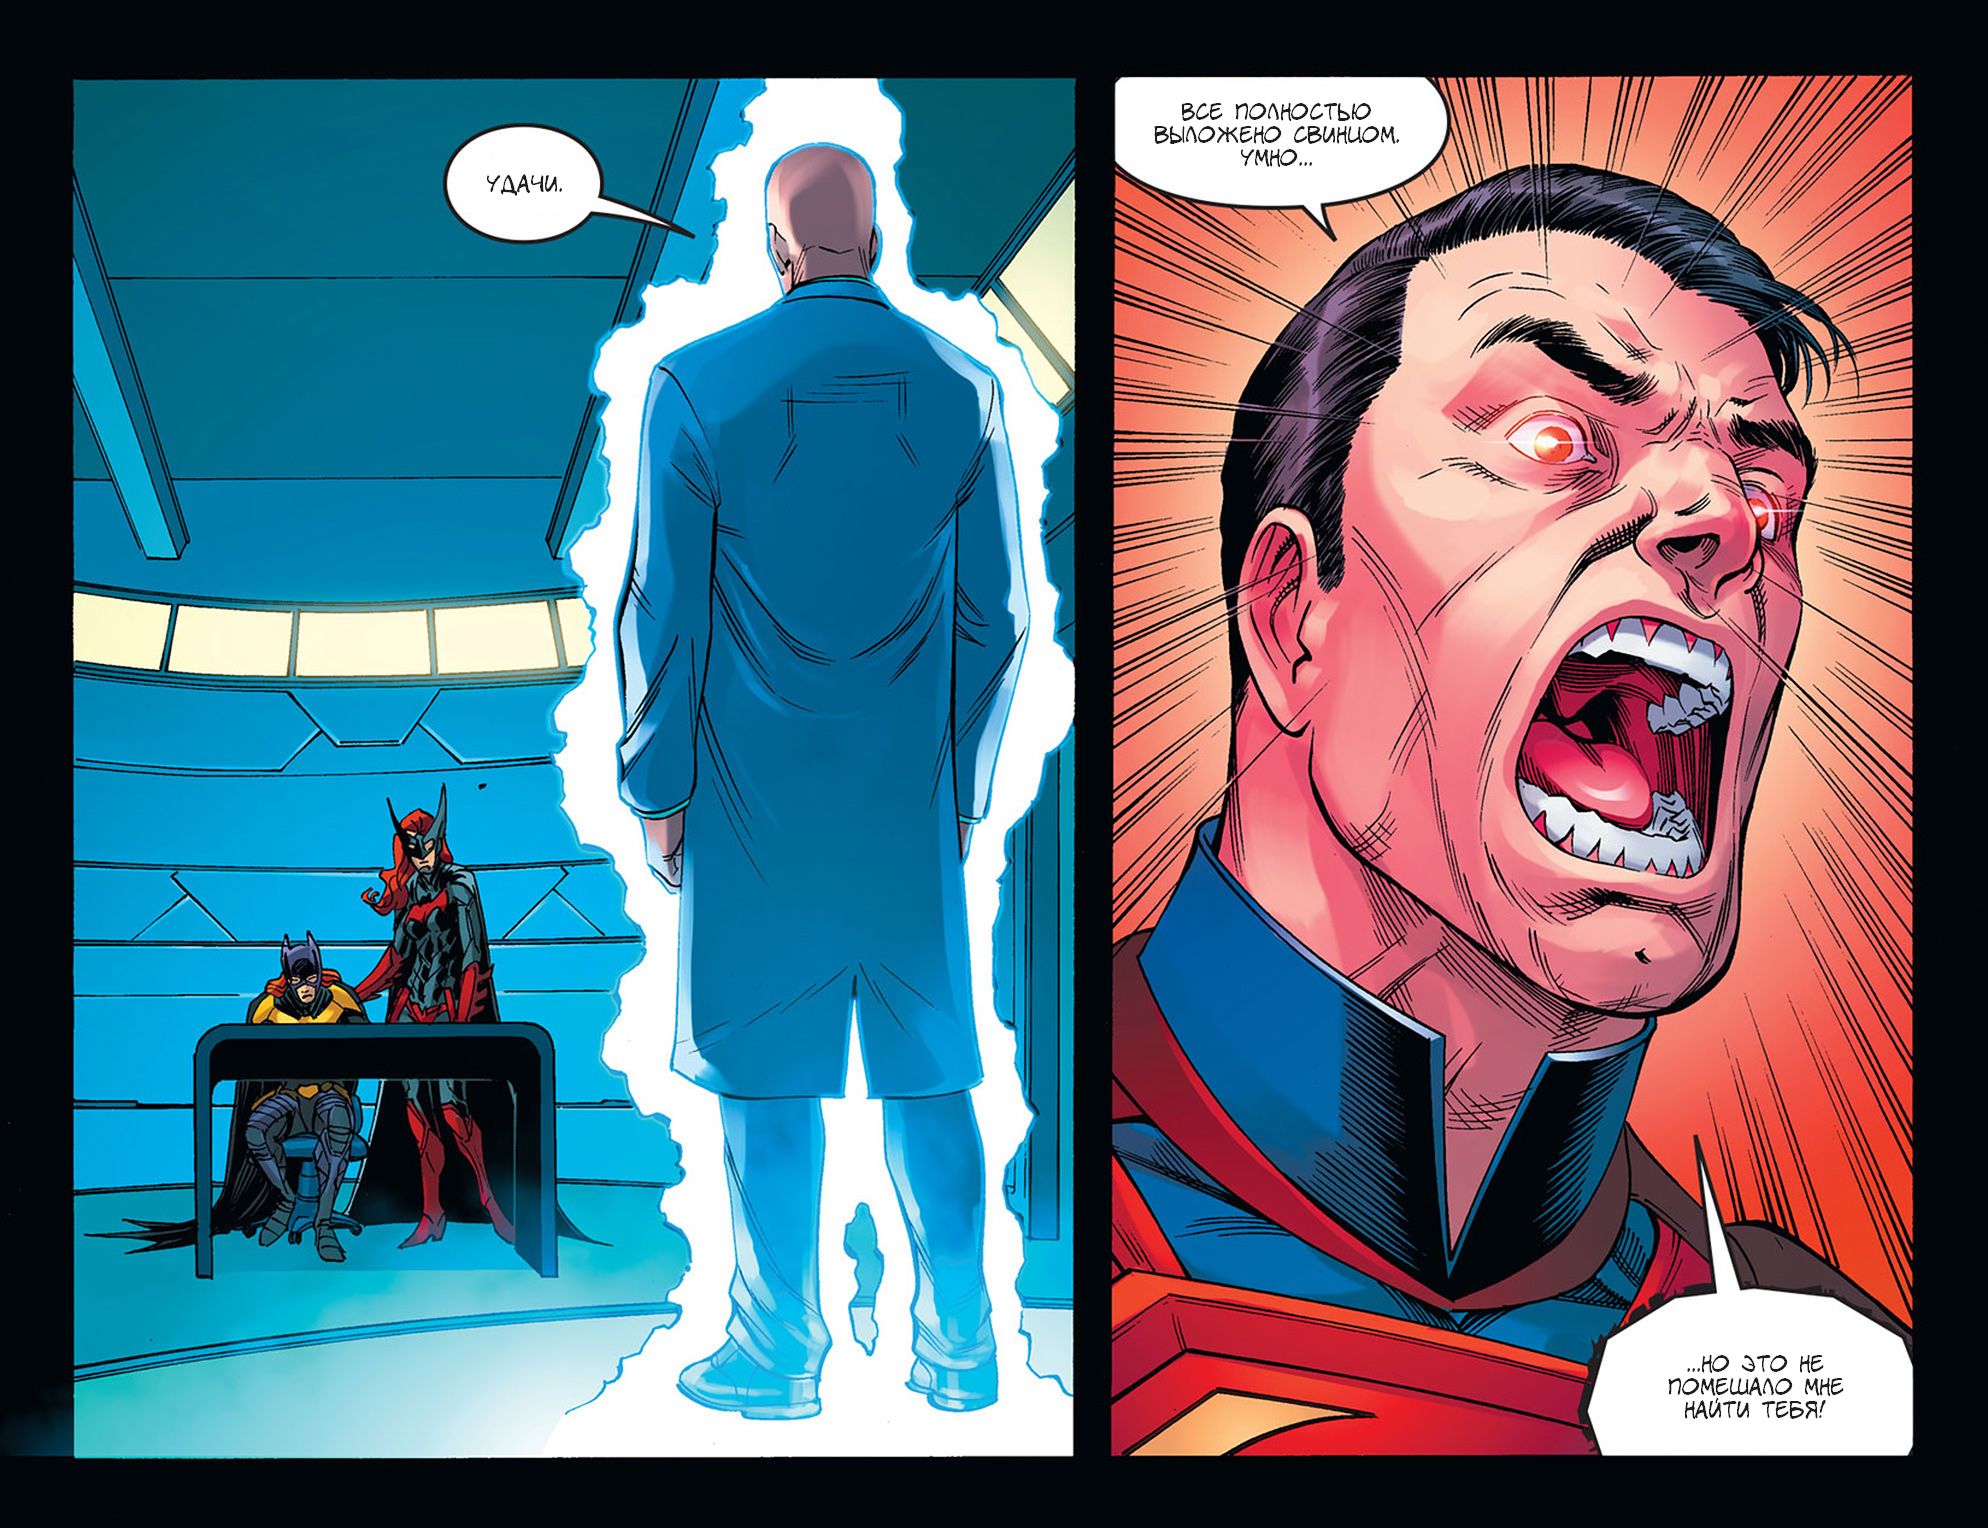 УДАЧИ.
ВСЕ ПОЛНОСТЬЮ
ВЫЛОЖЕНО СВИНЦОМ.
УМНО...
...НО ЭТО НЕ
ПОМЕШАЛО МНЕ
НАЙТИ ТЕБЯ!